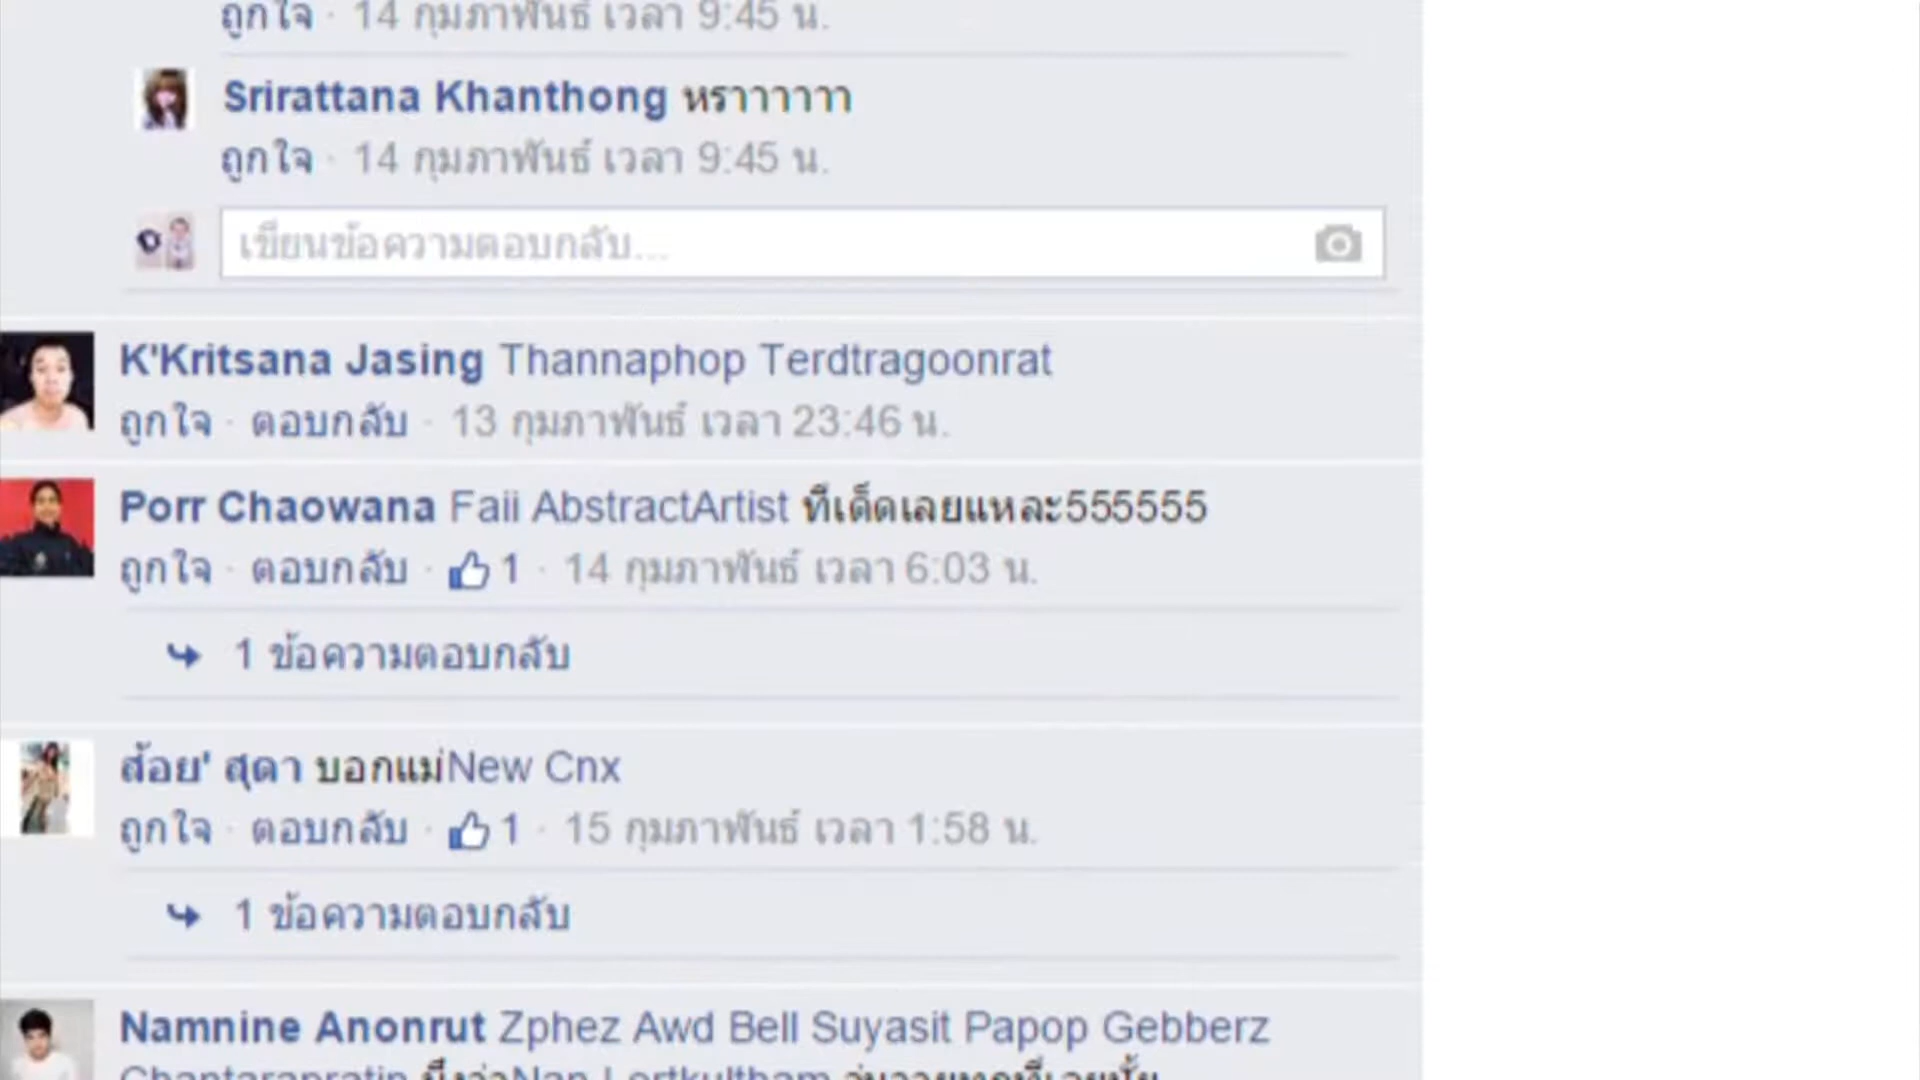 ถูกใจ · 14 กุมภาพันธ์ เวลา 9:45 น.
Srirattana Khanthong หราาาาาา
ถูกใจ · 14 กุมภาพันธ์ เวลา 9:45 น.
เขียนข้อความตอบกลับ...
K'Kritsana Jasing Thannaphop Terdtragoonrat
ถูกใจ · ตอบกลับ · 13 กุมภาพันธ์ เวลา 23:46 น.
Porr Chaowana Faii AbstractArtist ทีเด็ดเลยแหละ555555
ถูกใจ · ตอบกลับ · 1 · 14 กุมภาพันธ์ เวลา 6:03 น.
1 ข้อความตอบกลับ
ส้อย' สุดา บอกแม่New Cnx
ถูกใจ · ตอบกลับ · 1 · 15 กุมภาพันธ์ เวลา 1:58 น.
1 ข้อความตอบกลับ
Namnine Anonrut Zphez Awd Bell Suyasit Papop Gebberz
Chantarapratin